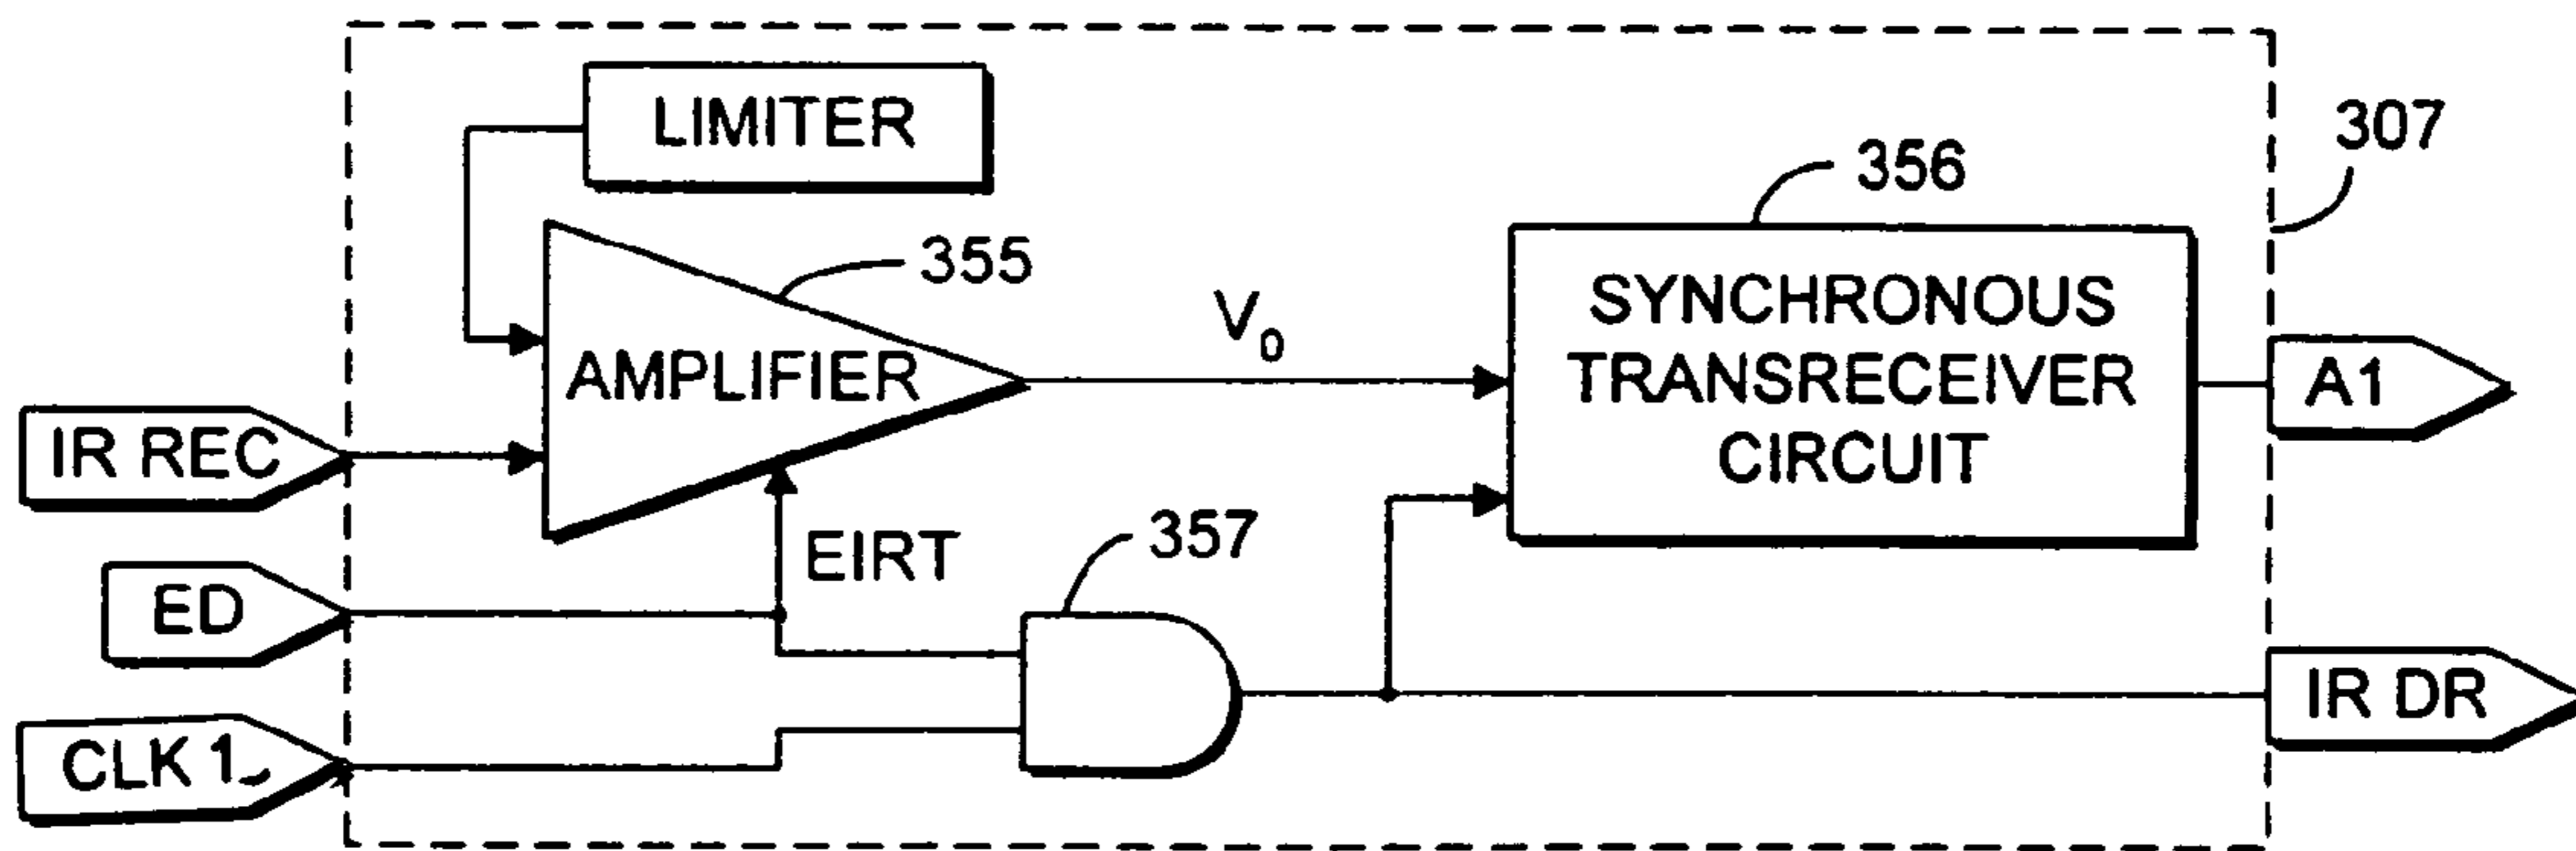 LIMITER
307
356
355
SYNCHRONOUS
TRANSRECEIVER
CIRCUIT
V0
AMPLIFIER
A1
IR REC
EIRT
357
ED
IR DR
CLK 1